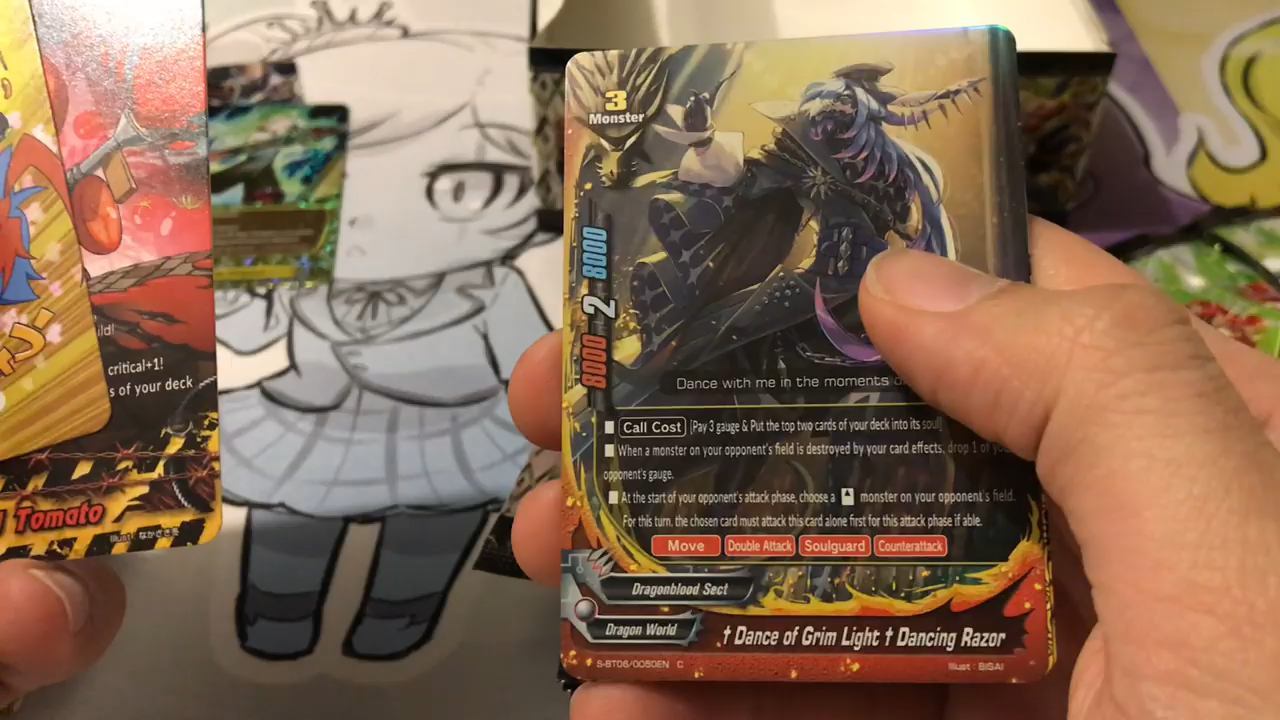 3
Monster
8000
2
8000
Dance with me in the moments
Call Cost [Pay 3 gauge & Put the top two cards of your deck into its soul]
When a monster on your opponent's field is destroyed by your card effects, drop 1 of your
opponent's gauge.
At the start of your opponent's attack phase, choose a monster on your opponent's field.
For this turn, the chosen card must attack this card alone first for this attack phase if able.
Move Double Attack Soulguard Counterattack
Dragonblood Sect
Dragon World
† Dance of Grim Light † Dancing Razor
S-BT06/0050EN C
Illust : BISAI
critical+1!
s of your deck
Tomato